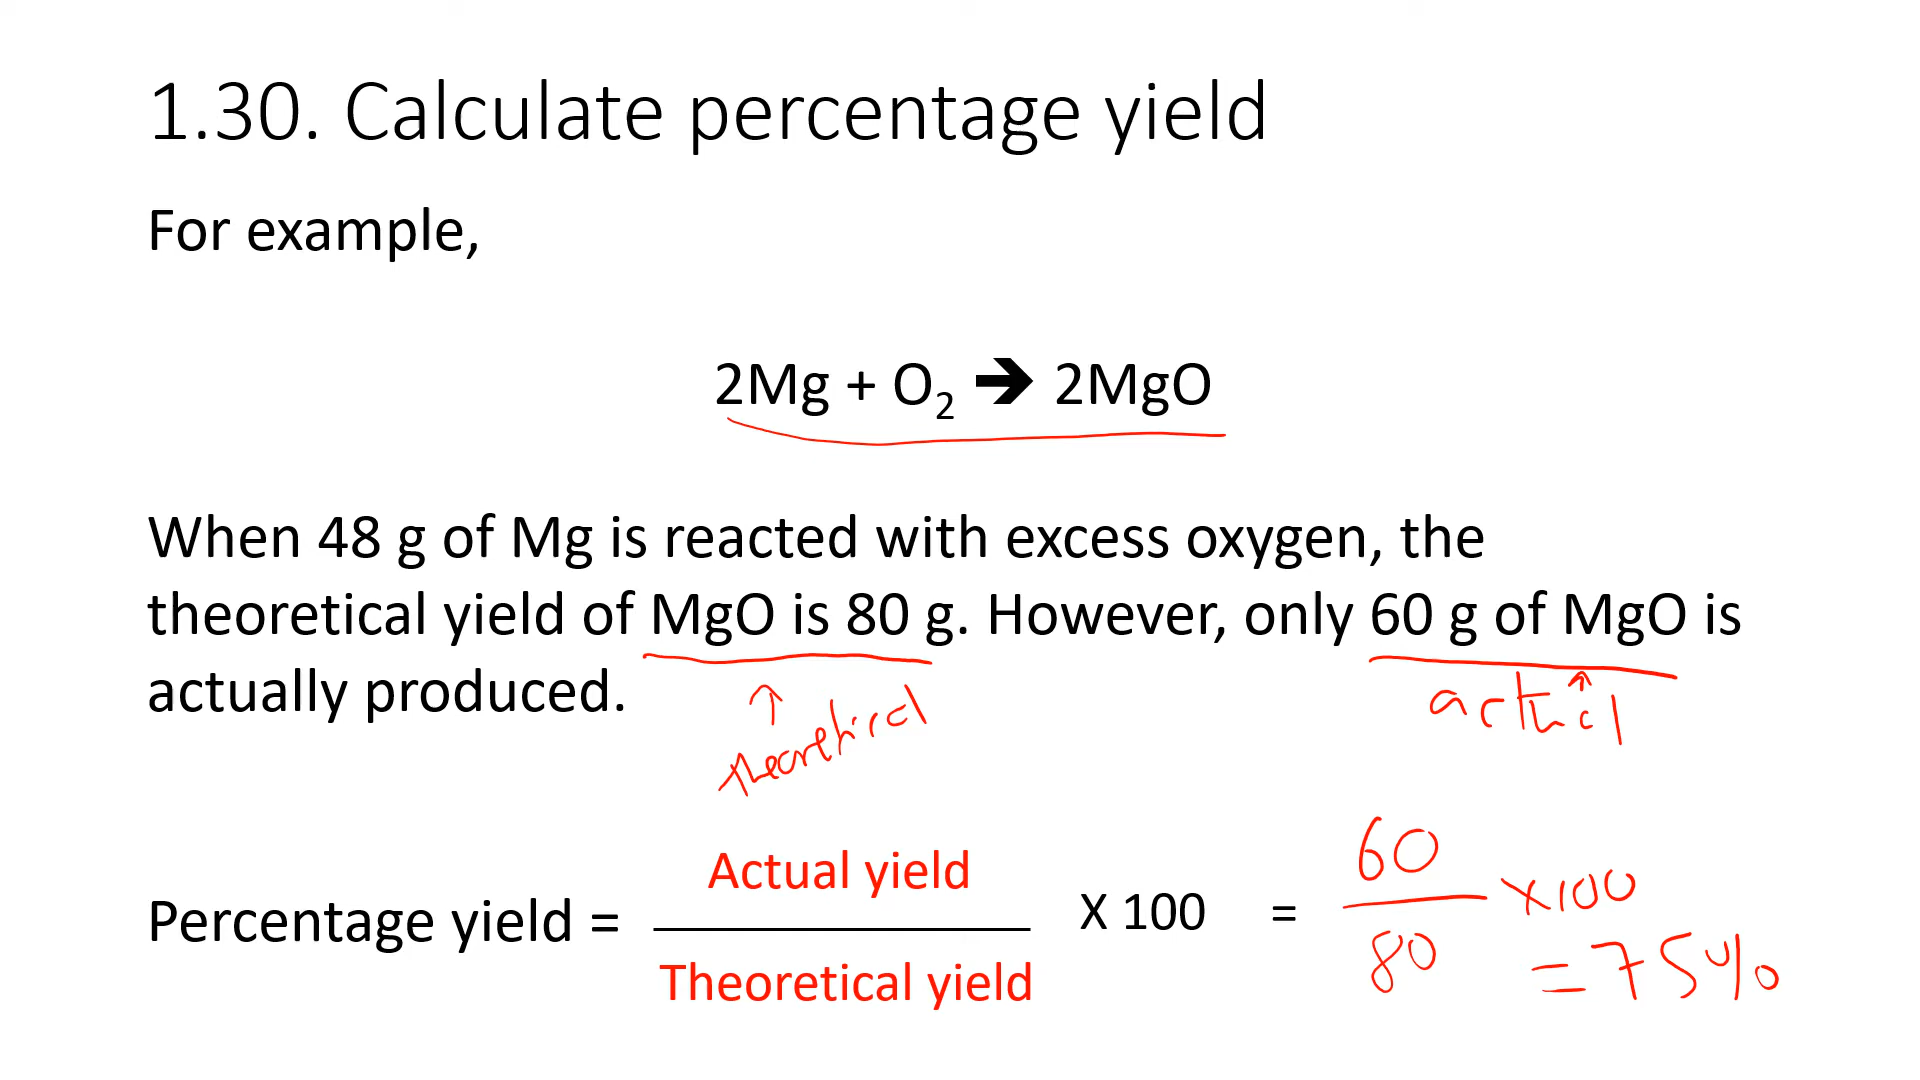 1.30. Calculate percentage yield
For example,
2Mg + O₂ → 2MgO
When 48 g of Mg is reacted with excess oxygen, the
theoretical yield of MgO is 80 g. However, only 60 g of MgO is
actually produced.
↑ ↑
theoretical actual
Percentage yield = Actual yield
Theoretical yield
X 100 =
60
80
×100
=75%